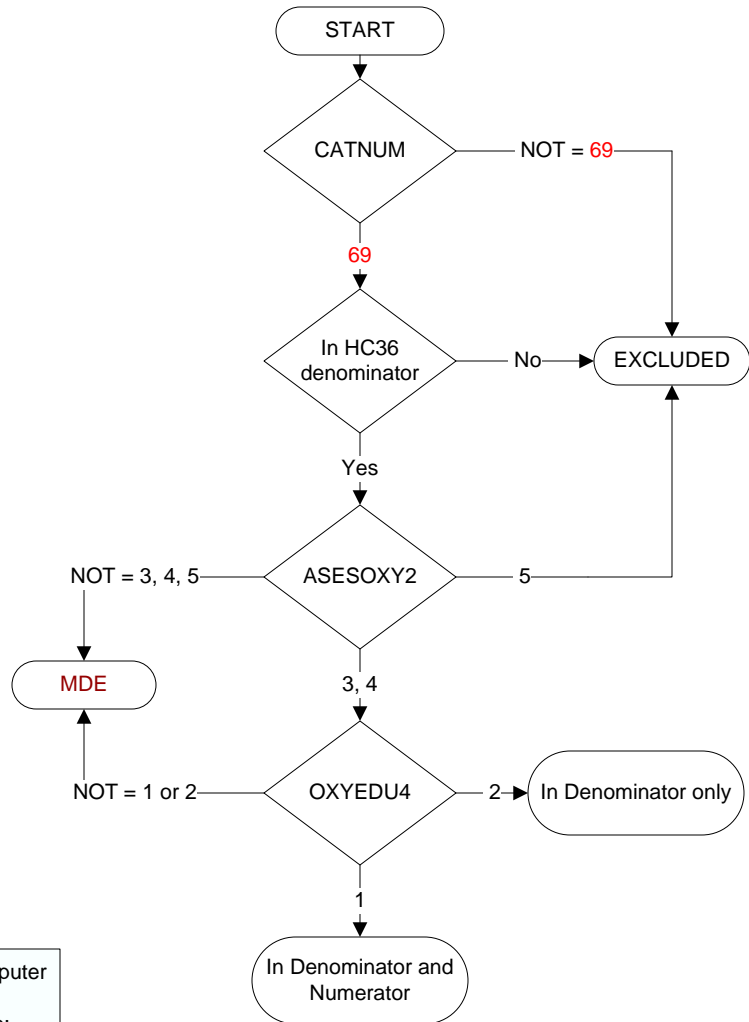 START
CATNUM
NOT = 69
69
In HC36
denominator
No
EXCLUDED
Yes
NOT = 3, 4, 5
ASESOXY2
5
MDE
3, 4
NOT = 1 or 2
OXYEDU4
2
In Denominator only
1
In Denominator and
Numerator